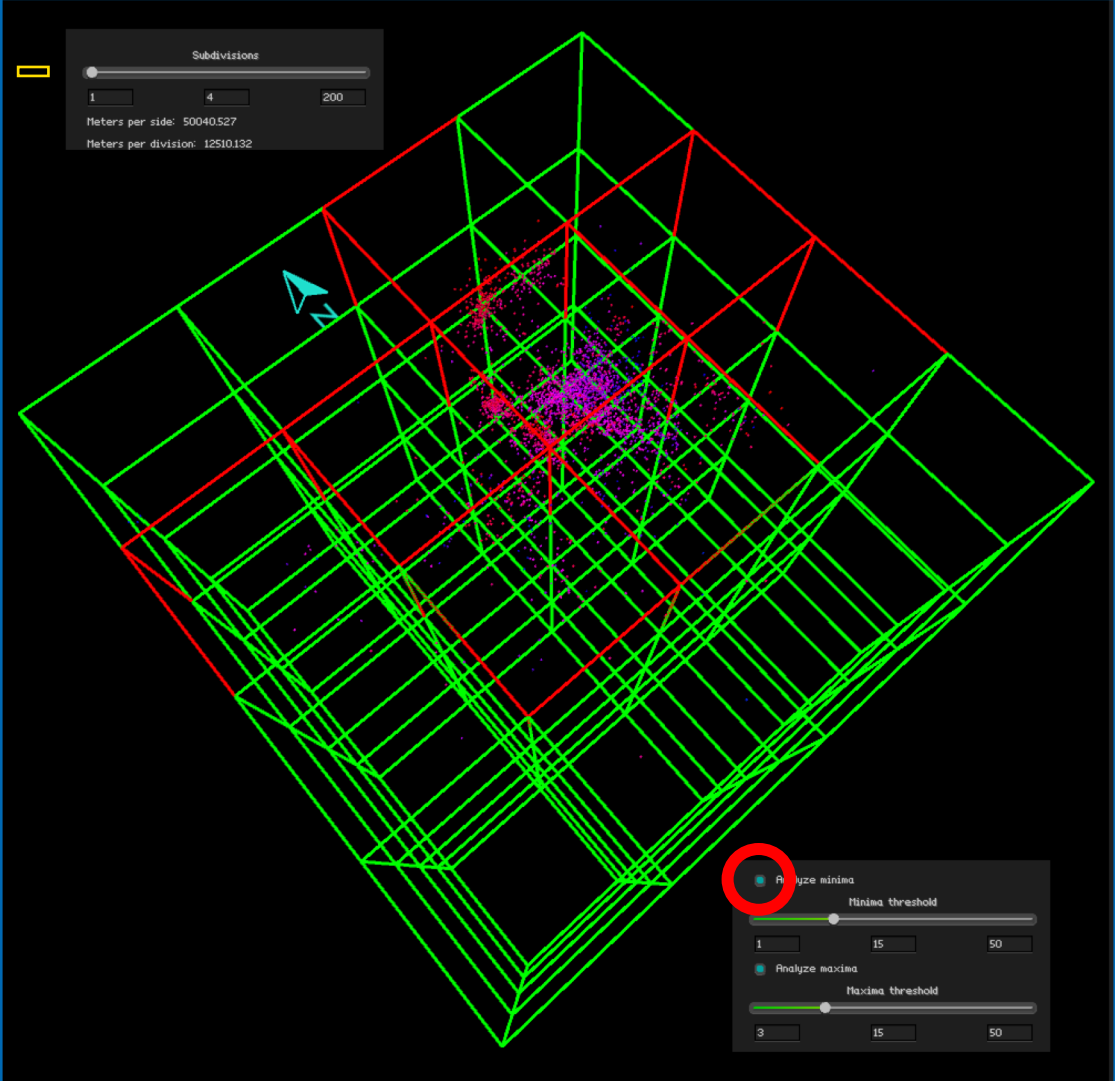 Subdivisions
1 4 200
Meters per side: 50040.527
Meters per division: 12510.132
N
Analyze minima
Minima threshold
1 15 50
Analyze maxima
Maxima threshold
3 15 50